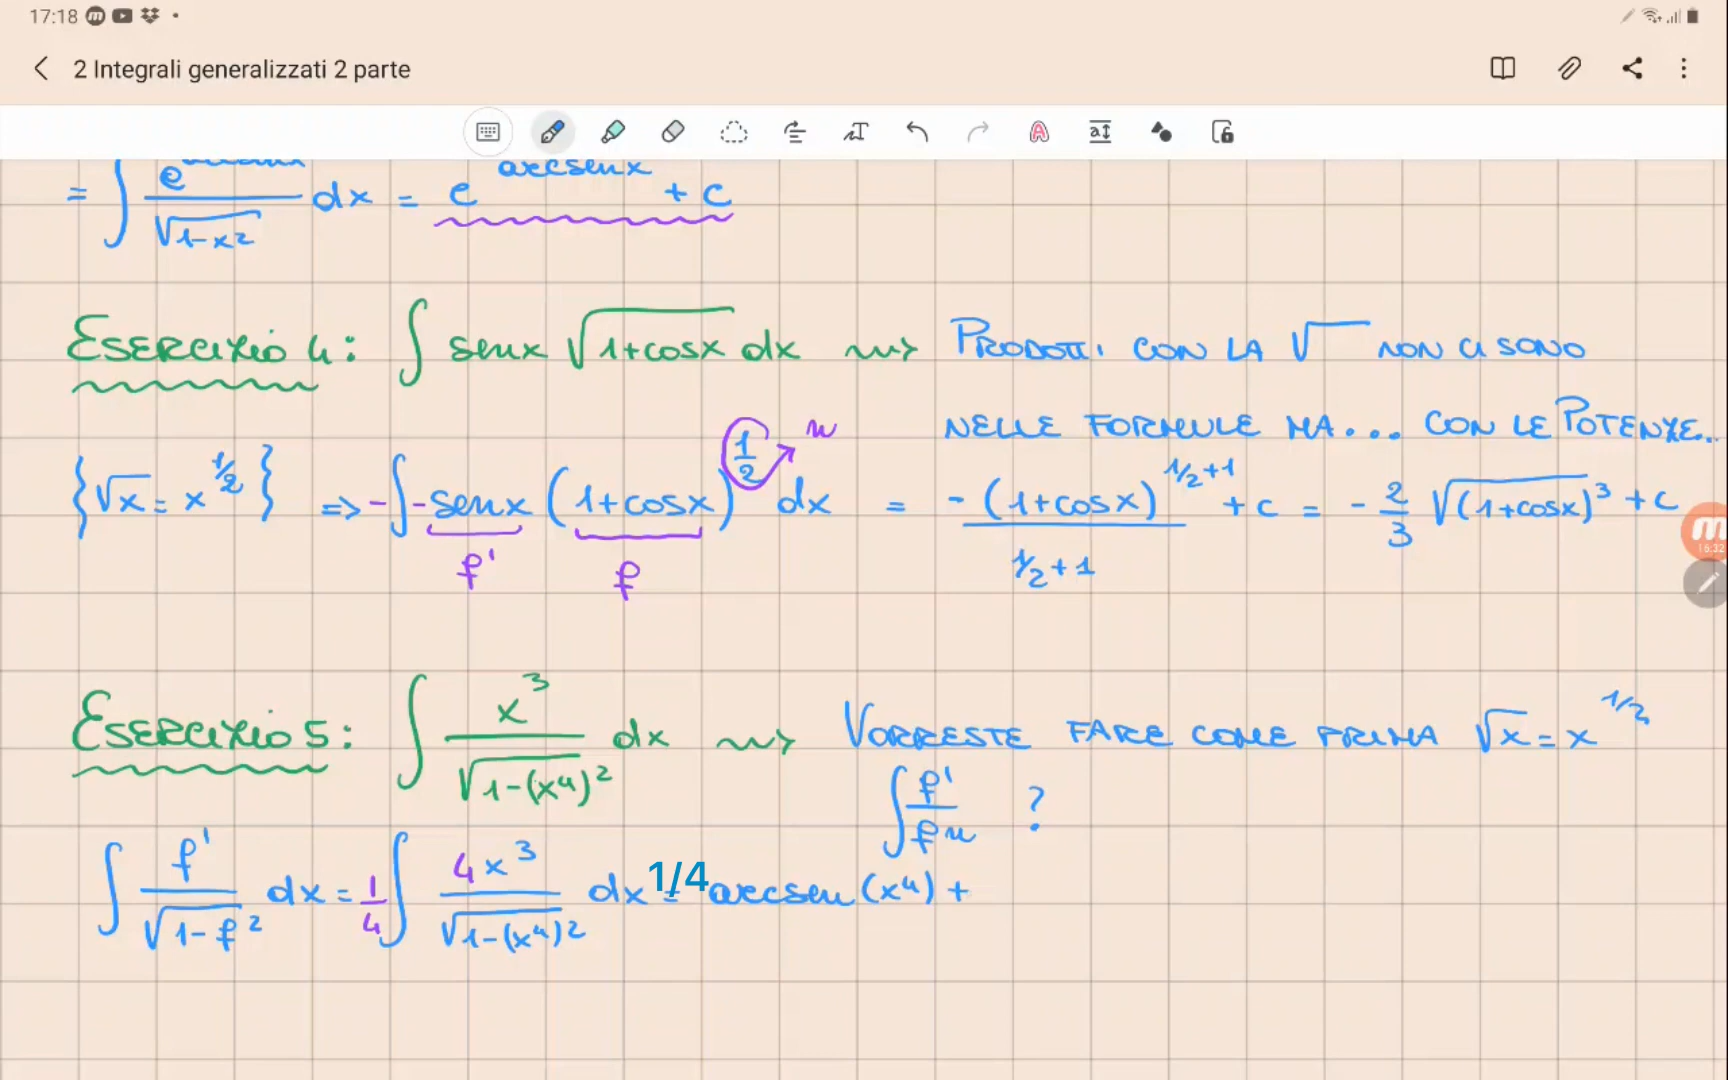 17:18
2 Integrali generalizzati 2 parte
= ∫ e^arcsenx / √1-x² dx = e^arcsenx + c
Esercizio 4: ∫ senx √1+cosx dx ⇝ Prodotti con la √ non ci sono
nelle formule ma... con le potenze..
{√x = x^1/2} => -∫-senx (1+cosx)^1/2 dx = -(1+cosx)^1/2+1 / 1/2+1 + c = -2/3 √(1+cosx)³ + c
n
f' f
Esercizio 5: ∫ x³ / √1-(x⁴)² dx ⇝ Vorreste fare come prima √x = x^1/2
∫ f' / fn ?
∫ f' / √1-f² dx = 1/4 ∫ 4x³ / √1-(x⁴)² dx = 1/4 arcsen(x⁴) +
16:32